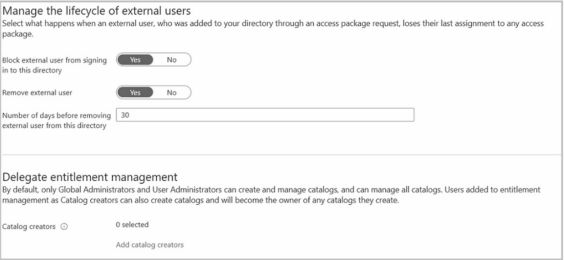 Manage the lifecycle of external users
Select what happens when an external user, who was added to your directory through an access package request, loses their last assignment to any access
package.
Block external user from signing
in to this directory
Yes No
Remove external user
Yes No
Number of days before removing
external user from this directory
30
Delegate entitlement management
By default, only Global Administrators and User Administrators can create and manage catalogs, and can manage all catalogs. Users added to entitlement
management as Catalog creators can also create catalogs and will become the owner of any catalogs they create.
Catalog creators
0 selected
Add catalog creators